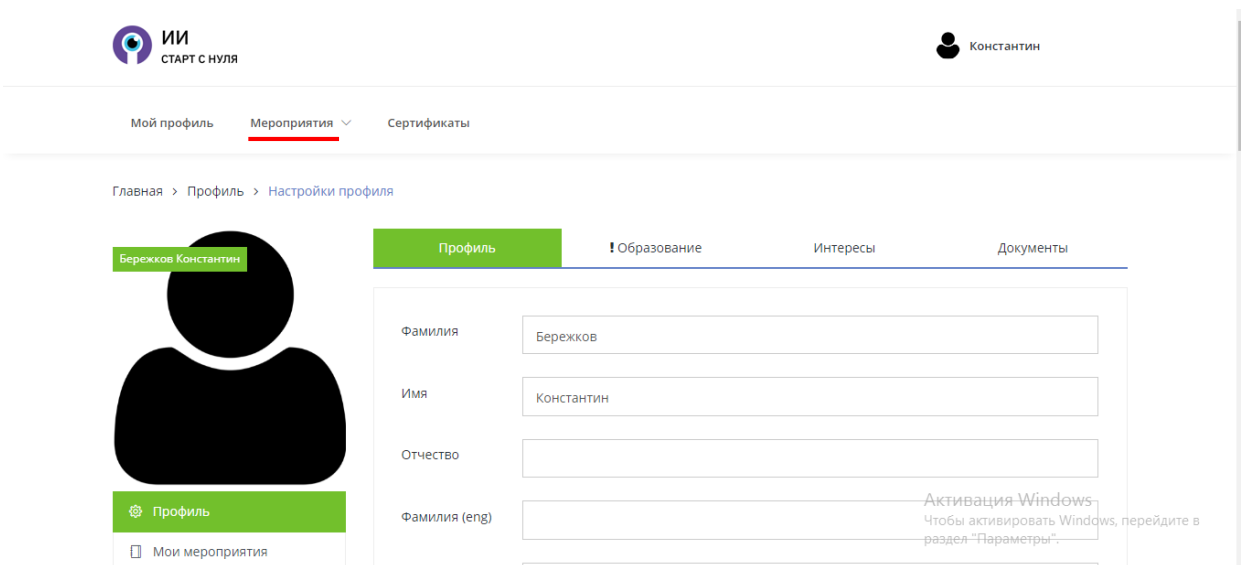 ИИ
СТАРТ С НУЛЯ
Константин
Мой профиль Мероприятия Сертификаты
Главная > Профиль > Настройки профиля
Бережков Константин
Профиль ! Образование Интересы Документы
Фамилия Бережков
Имя Константин
Отчество
Профиль
Фамилия (eng)
Мои мероприятия
Активация Windows
Чтобы активировать Windows, перейдите в
раздел "Параметры".